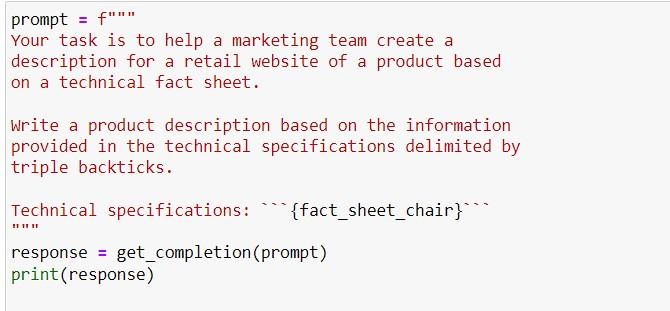 prompt = f"""
Your task is to help a marketing team create a
description for a retail website of a product based
on a technical fact sheet.

Write a product description based on the information
provided in the technical specifications delimited by
triple backticks.

Technical specifications: ```{fact_sheet_chair}```
"""
response = get_completion(prompt)
print(response)